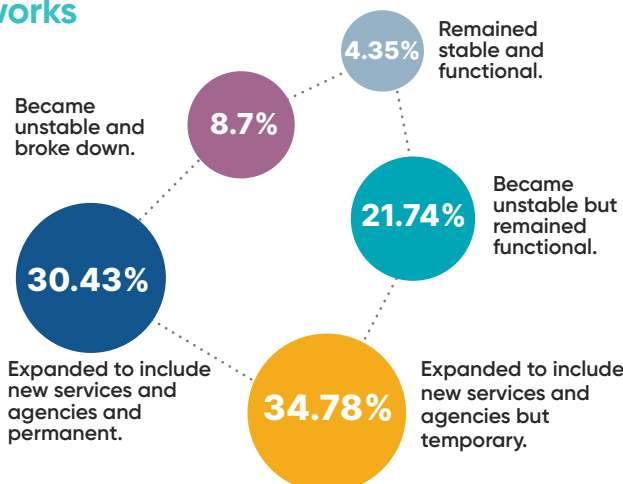 works
4.35%
Remained
stable and
functional.
Became
unstable and
broke down.
8.7%
21.74%
Became
unstable but
remained
functional.
30.43%
Expanded to include
new services and
agencies and
permanent.
34.78%
Expanded to include
new services and
agencies but
temporary.